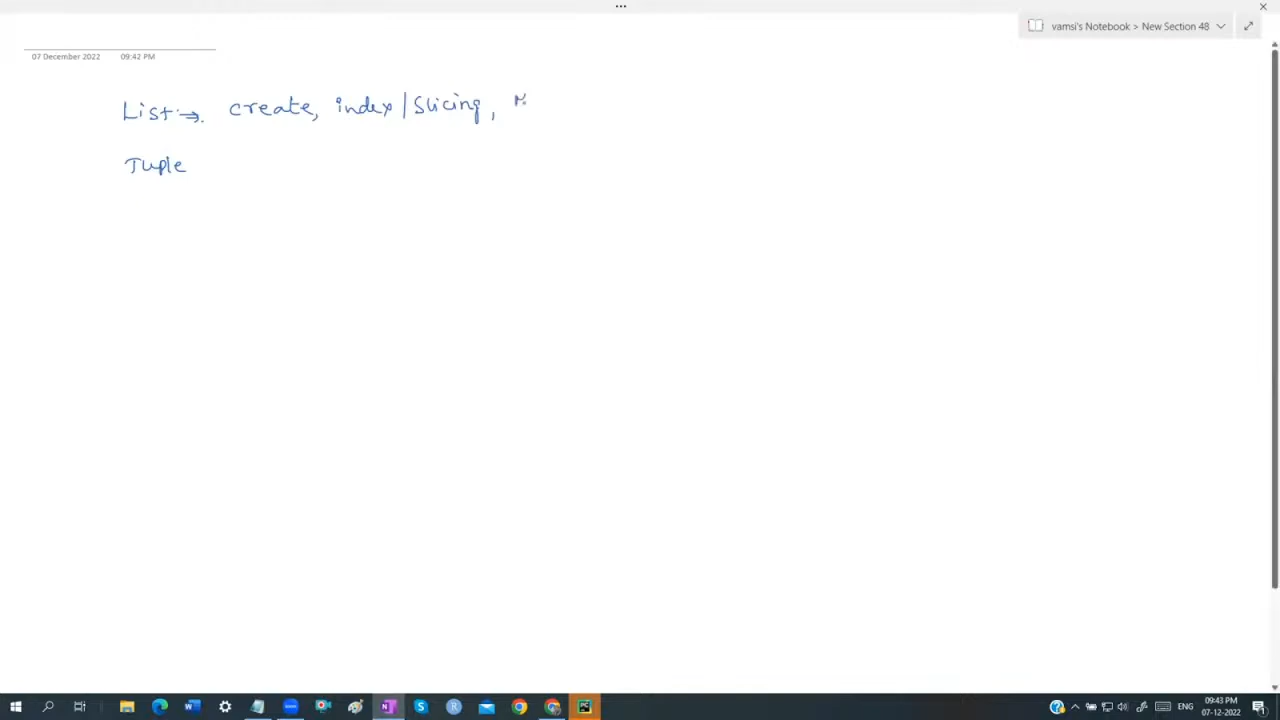 vamsi's Notebook > New Section 48
07 December 2022 09:42 PM
List → create, index/slicing,
Tuple
ENG
09:43 PM
07-12-2022